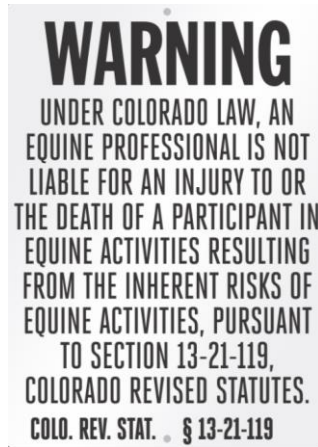 WARNING
UNDER COLORADO LAW, AN
EQUINE PROFESSIONAL IS NOT
LIABLE FOR AN INJURY TO OR
THE DEATH OF A PARTICIPANT IN
EQUINE ACTIVITIES RESULTING
FROM THE INHERENT RISKS OF
EQUINE ACTIVITIES, PURSUANT
TO SECTION 13-21-119,
COLORADO REVISED STATUTES.
COLO. REV. STAT. § 13-21-119